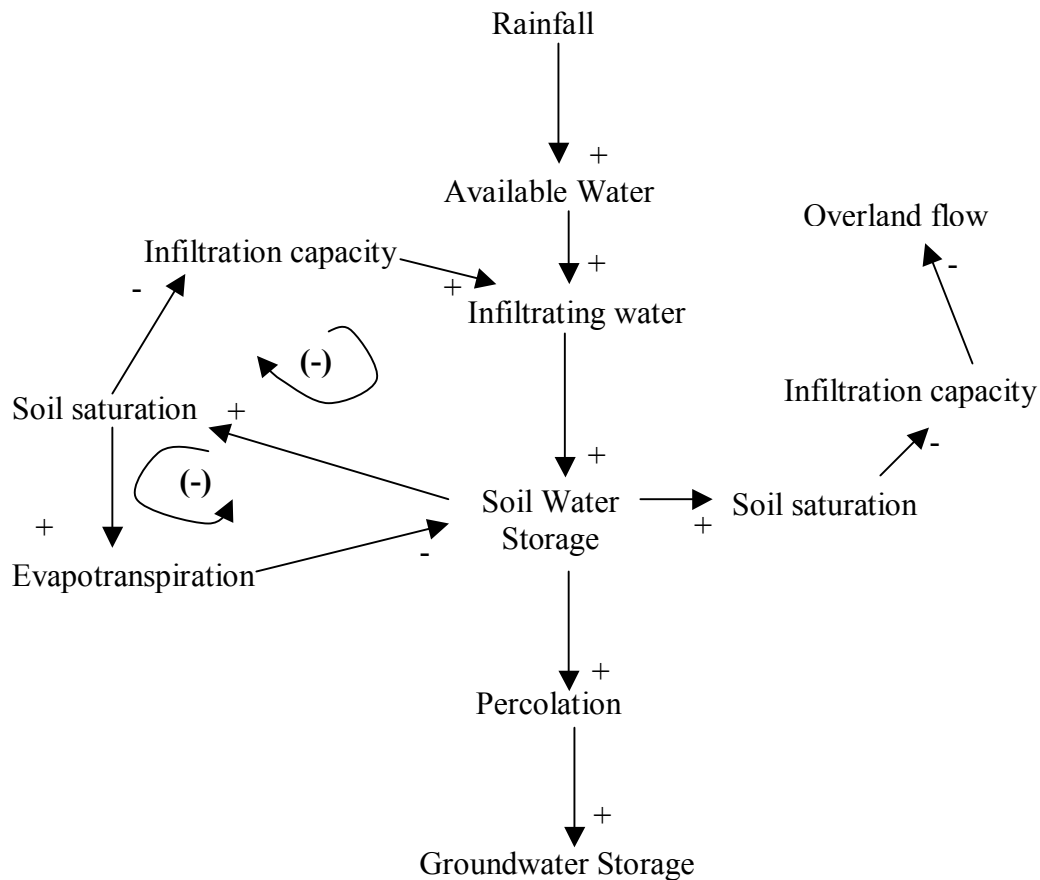 Rainfall
+
Available Water
Overland flow
Infiltration capacity
+
-
-
+
Infiltrating water
(-)
Infiltration capacity
Soil saturation
+
-
+
(-)
Soil Water
Storage
Soil saturation
+
+
-
Evapotranspiration
+
Percolation
+
Groundwater Storage